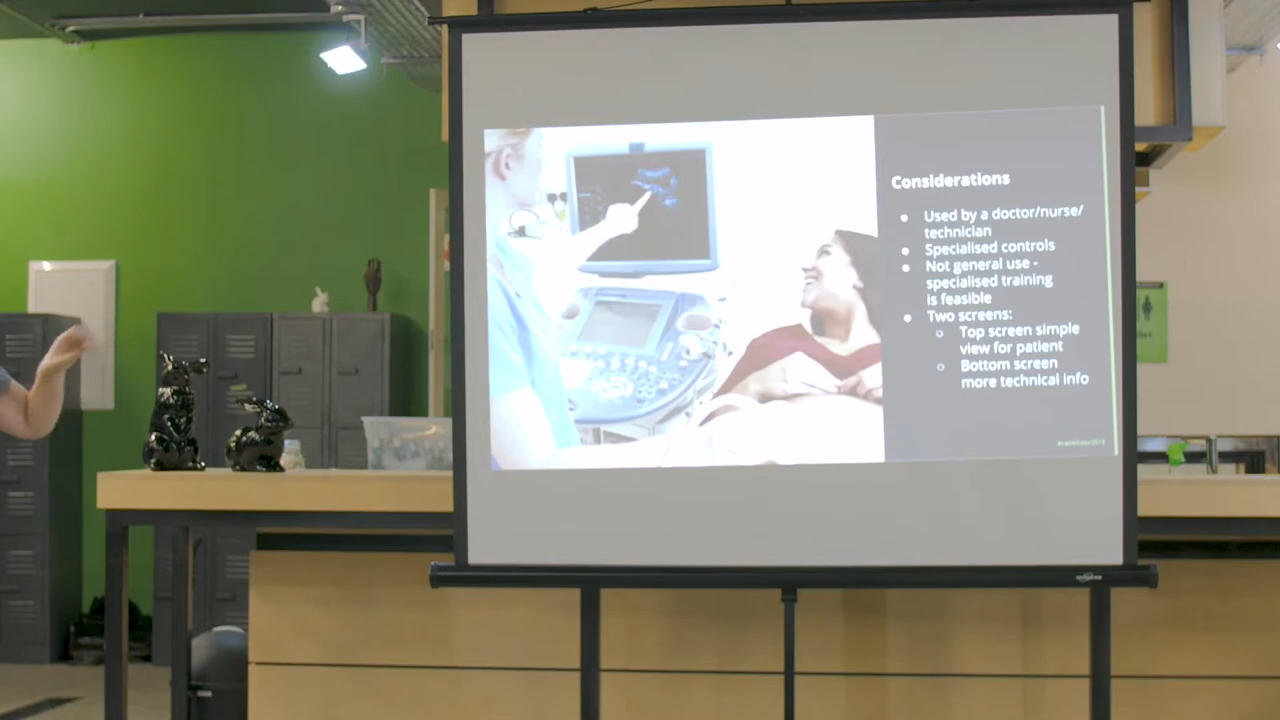 Considerations
Used by a doctor/nurse/
technician
Specialised controls
Not general use -
specialised training
is feasible
Two screens:
Top screen simple
view for patient
Bottom screen
more technical info